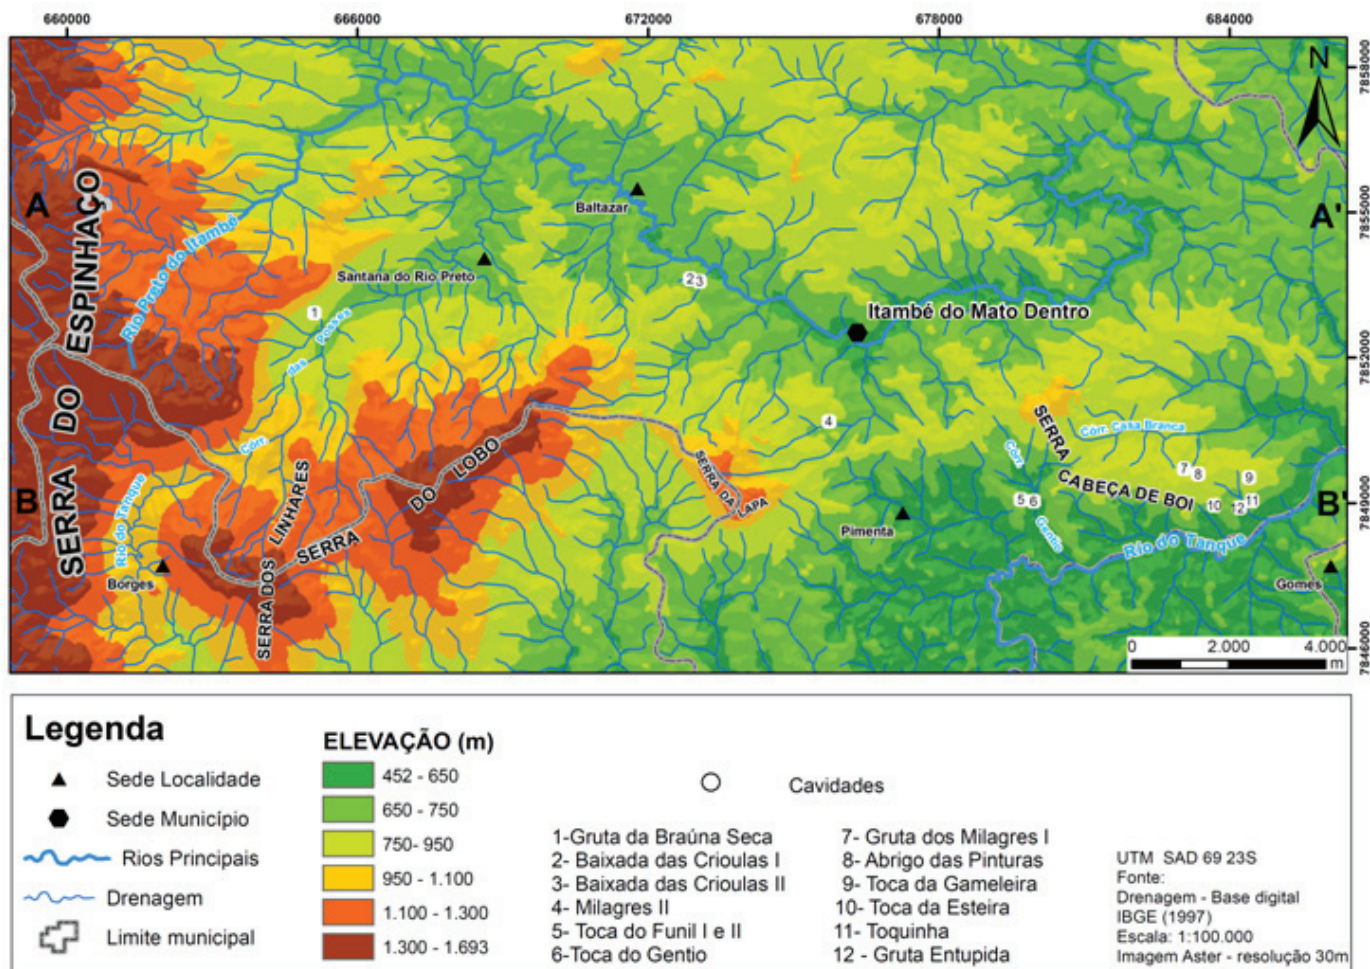 660000 666000 672000 678000 684000
N
7858000
A
A'
7855000
SERRA DO ESPINHAÇO
Rio Preto do Itambé
Baltazar
Santana do Rio Preto
2 3
1
Itambé do Mato Dentro
7852000
Córr. das Posses
4
SERRA DO LOBO
SERRA DA LAPA
SERRA CABEÇA DE BOI
Córr. Casa Branca
7 8 9
B
B'
7849000
Rio do Tanque
SERRA DOS LINHARES
Córr. Gentio
5 6
10 12 11
Pimenta
Rio do Tanque
Borges
Gomes
0 2.000 4.000
m
7846000
Legenda
Sede Localidade
Sede Município
Rios Principais
Drenagem
Limite municipal
ELEVAÇÃO (m)
452 - 650
650 - 750
750- 950
950 - 1.100
1.100 - 1.300
1.300 - 1.693
Cavidades
1-Gruta da Braúna Seca
2- Baixada das Crioulas I
3- Baixada das Crioulas II
4- Milagres II
5- Toca do Funil I e II
6-Toca do Gentio
7- Gruta dos Milagres I
8- Abrigo das Pinturas
9- Toca da Gameleira
10- Toca da Esteira
11- Toquinha
12 - Gruta Entupida
UTM SAD 69 23S
Fonte:
Drenagem - Base digital
IBGE (1997)
Escala: 1:100.000
Imagem Aster - resolução 30m